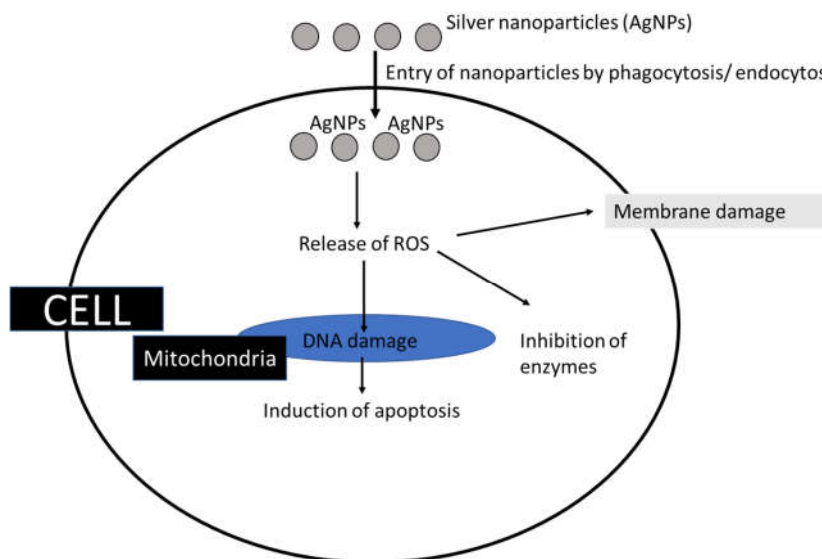 Silver nanoparticles (AgNPs)
Entry of nanoparticles by phagocytosis/ endocytos
AgNPs AgNPs
Membrane damage
Release of ROS
CELL
DNA damage
Mitochondria
Inhibition of
enzymes
Induction of apoptosis